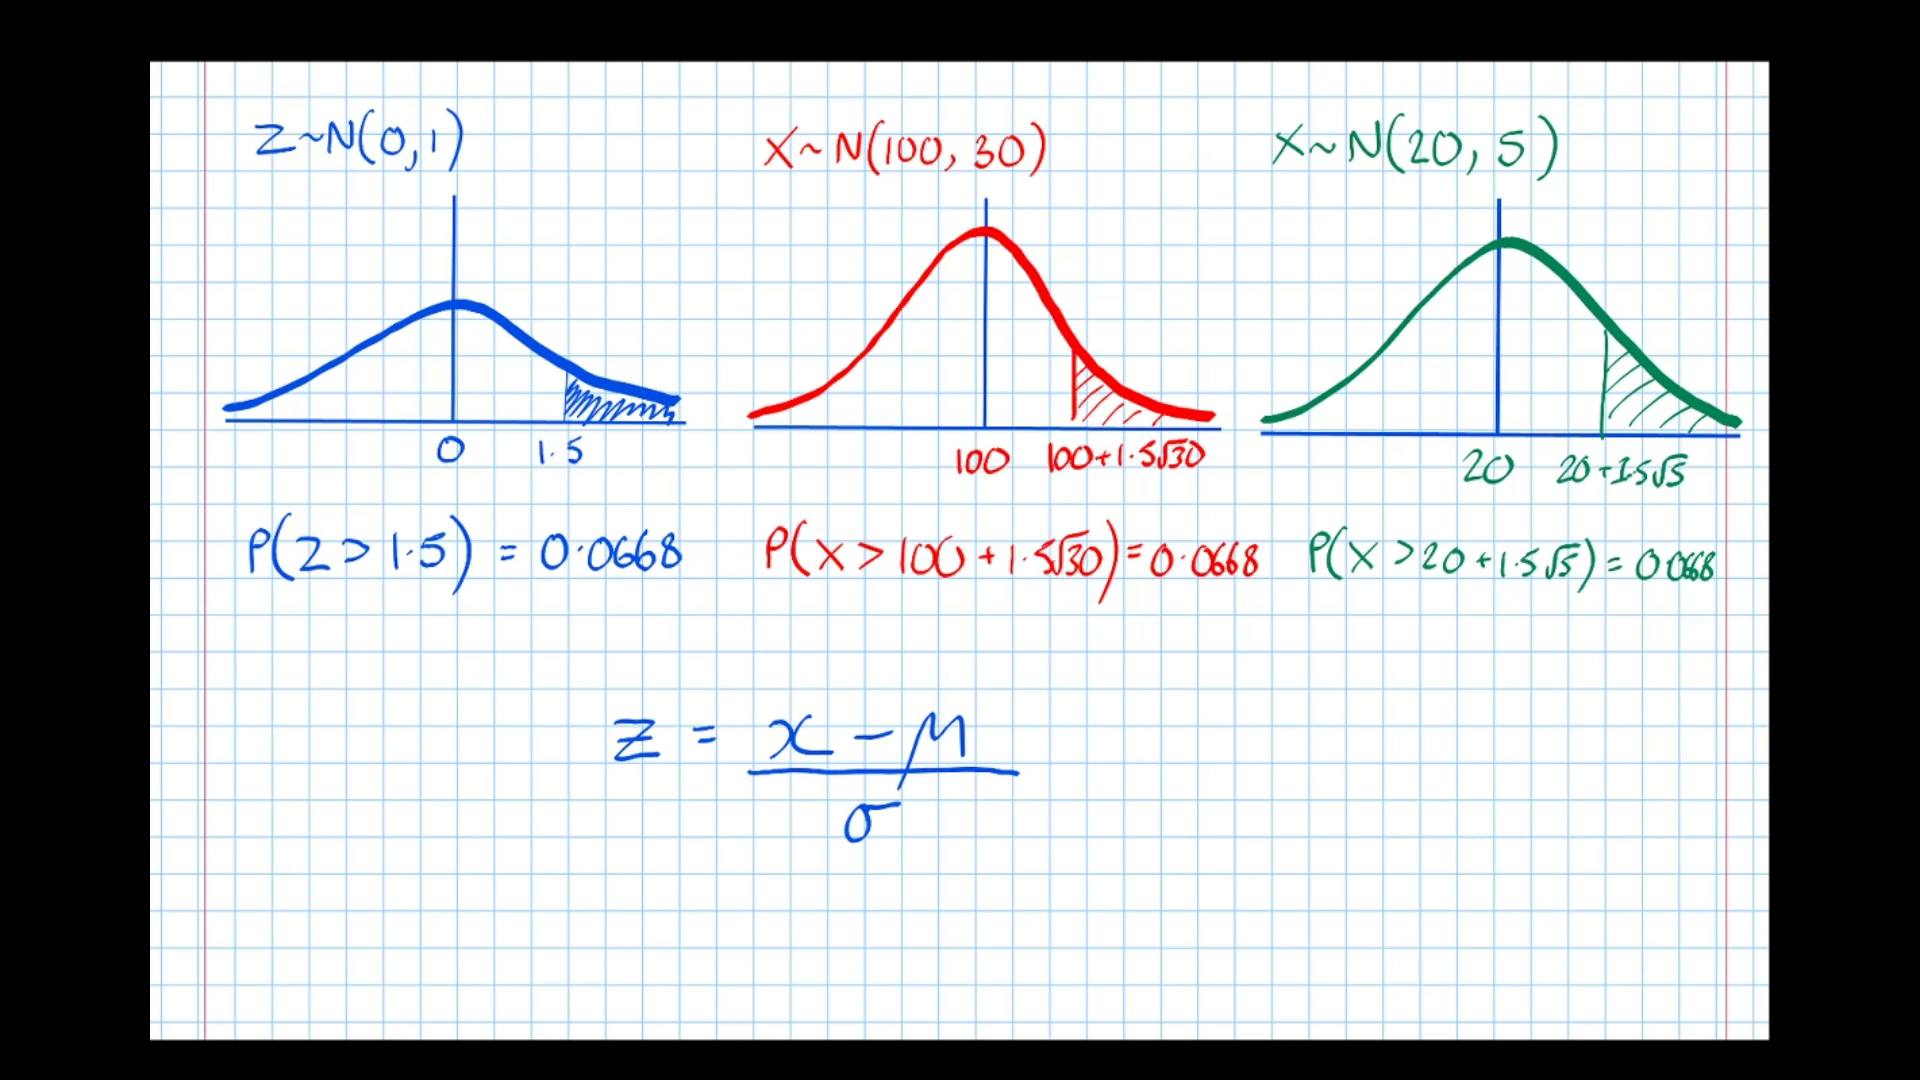 Z~N(0,1)
X~N(100, 30)
X~N(20, 5)
0 1.5
100 100+1.5√30
20 20+1.5√5
P(Z>1.5) = 0.0668
P(X>100+1.5√30)=0.0668
P(X>20+1.5√5)=0.0668
Z = x-μ
σ